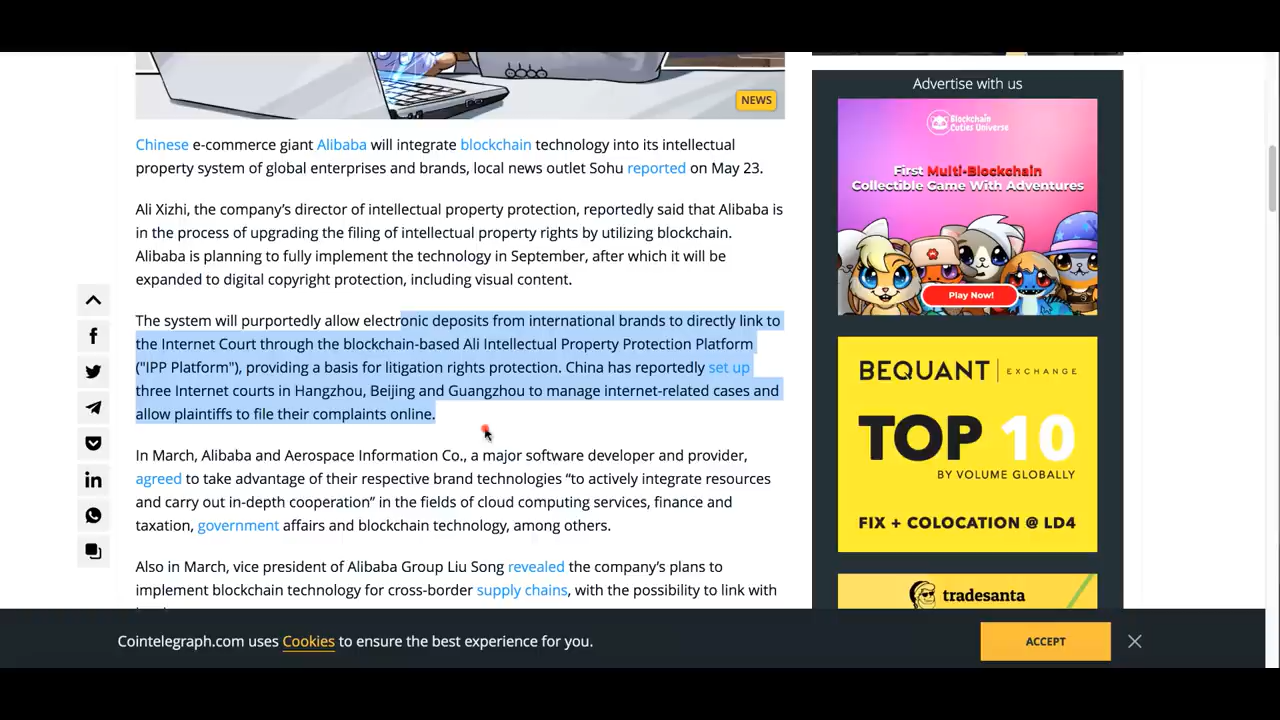 NEWS
Chinese e-commerce giant Alibaba will integrate blockchain technology into its intellectual
property system of global enterprises and brands, local news outlet Sohu reported on May 23.
Ali Xizhi, the company's director of intellectual property protection, reportedly said that Alibaba is
in the process of upgrading the filing of intellectual property rights by utilizing blockchain.
Alibaba is planning to fully implement the technology in September, after which it will be
expanded to digital copyright protection, including visual content.
The system will purportedly allow electronic deposits from international brands to directly link to
the Internet Court through the blockchain-based Ali Intellectual Property Protection Platform
("IPP Platform"), providing a basis for litigation rights protection. China has reportedly set up
three Internet courts in Hangzhou, Beijing and Guangzhou to manage internet-related cases and
allow plaintiffs to file their complaints online.
In March, Alibaba and Aerospace Information Co., a major software developer and provider,
agreed to take advantage of their respective brand technologies “to actively integrate resources
and carry out in-depth cooperation” in the fields of cloud computing services, finance and
taxation, government affairs and blockchain technology, among others.
Also in March, vice president of Alibaba Group Liu Song revealed the company's plans to
implement blockchain technology for cross-border supply chains, with the possibility to link with
Advertise with us
Blockchain
Cuties Universe
First Multi-Blockchain
Collectible Game With Adventures
Play Now!
BEQUANT | EXCHANGE
TOP 10
BY VOLUME GLOBALLY
FIX + COLOCATION @ LD4
tradesanta
Cointelegraph.com uses Cookies to ensure the best experience for you.
ACCEPT